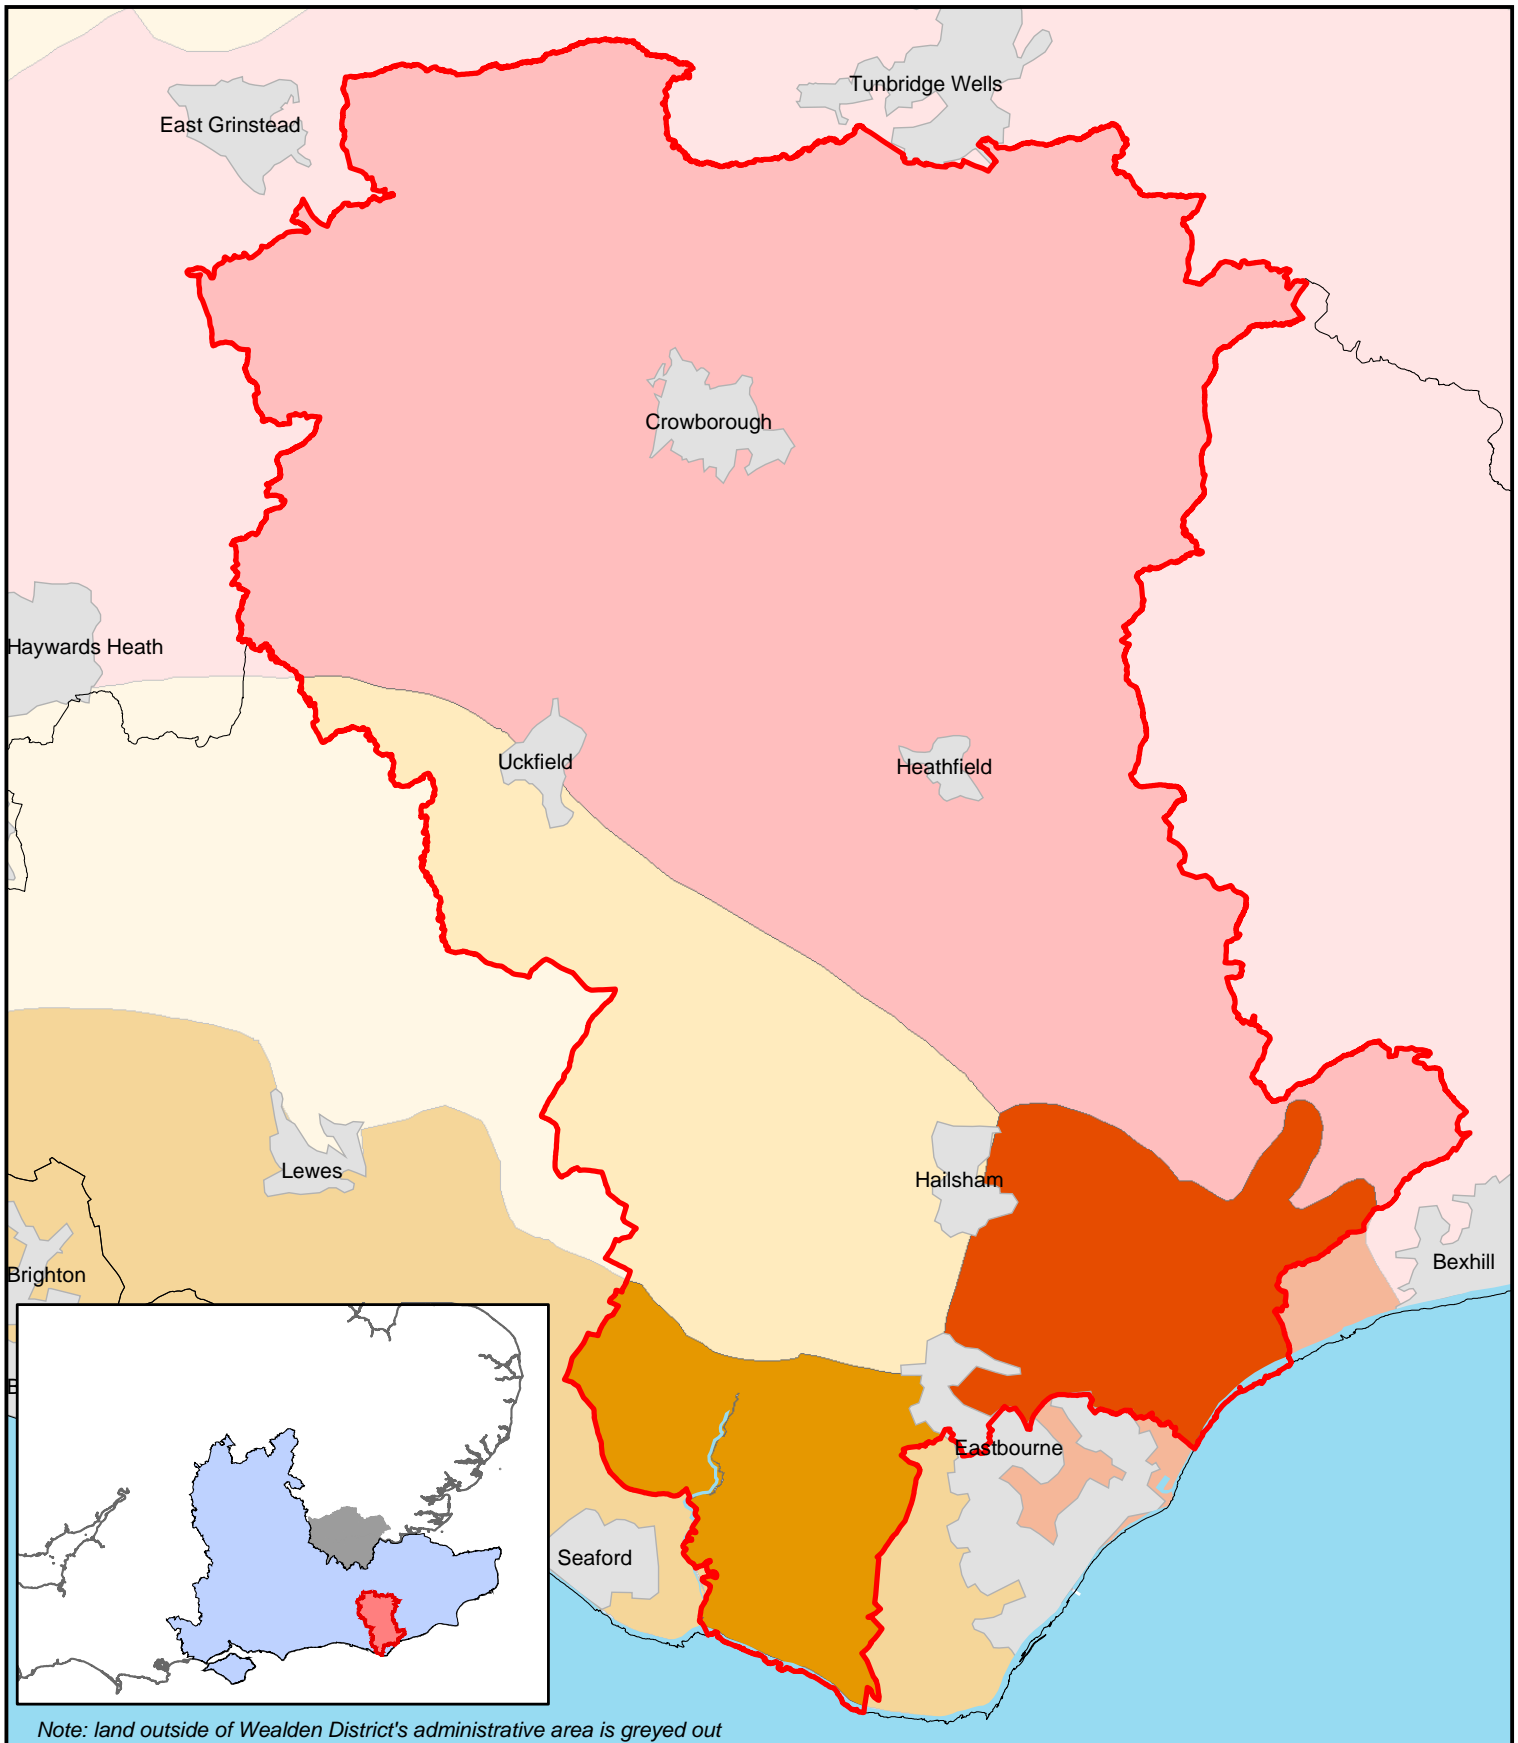 Tunbridge Wells
East Grinstead
Crowborough
Haywards Heath
Uckfield
Heathfield
Lewes
Hailsham
Bexhill
Brighton
Eastbourne
Seaford
Note: land outside of Wealden District's administrative area is greyed out